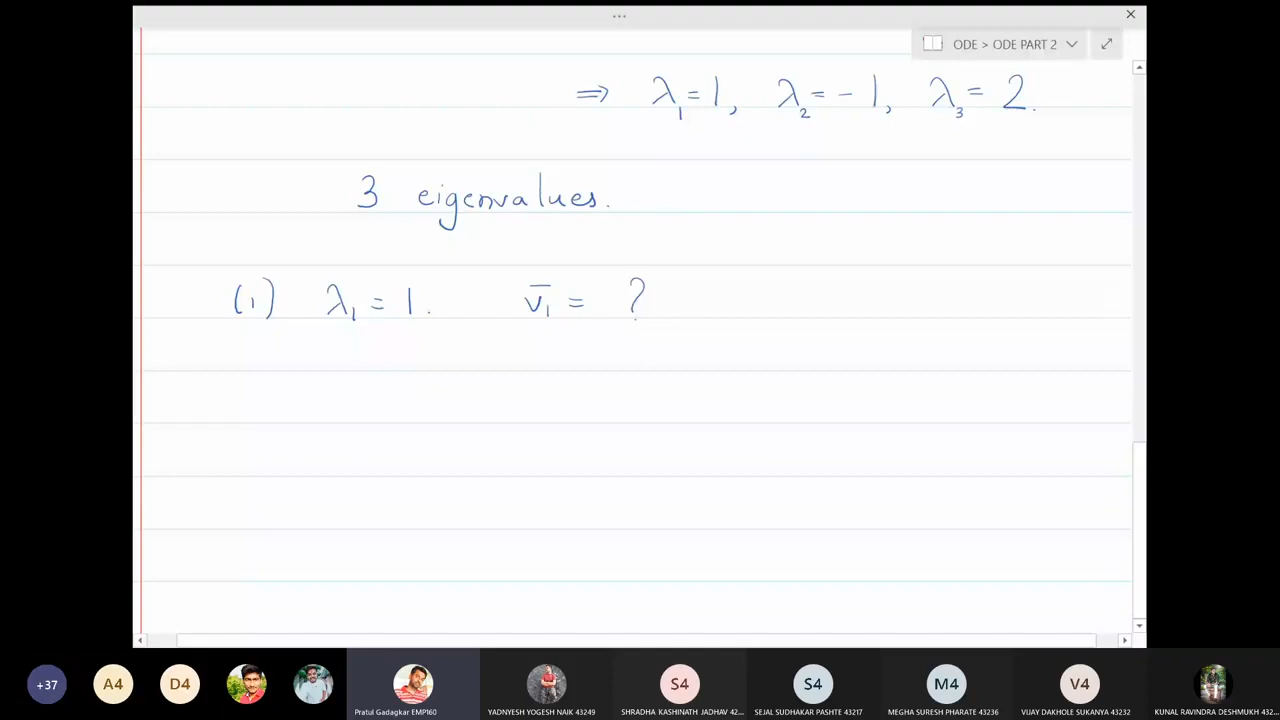 ODE > ODE PART 2
⇒ λ₁ = 1, λ₂ = -1, λ₃ = 2.
3 eigenvalues.
(1) λ₁ = 1. v̄₁ = ?
+37
A4
D4
S4
S4
M4
V4
Pratul Gadagkar EMP160
YADNYESH YOGESH NAIK 43249
SHRADHA KASHINATH JADHAV 42...
SEJAL SUDHAKAR PASHTE 43217
MEGHA SURESH PHARATE 43236
VIJAY DAKHOLE SUKANYA 43232
KUNAL RAVINDRA DESHMUKH 432...